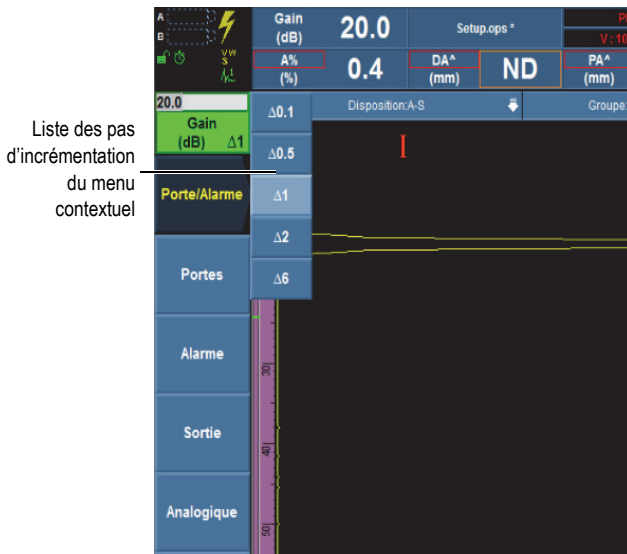 A
B
Gain
(dB)
20.0
Setup.ops *
V W
S
A%
(%)
0.4
DA^
(mm)
ND
PA^
(mm)
20.0
Gain
(dB) Δ1
Δ0.1
Disposition:A-S
Groupe:
Liste des pas
d'incrémentation
du menu
contextuel
Δ0.5
Porte/Alarme
Δ1
Δ2
Portes
Δ6
Alarme
30
Sortie
40
Analogique
50